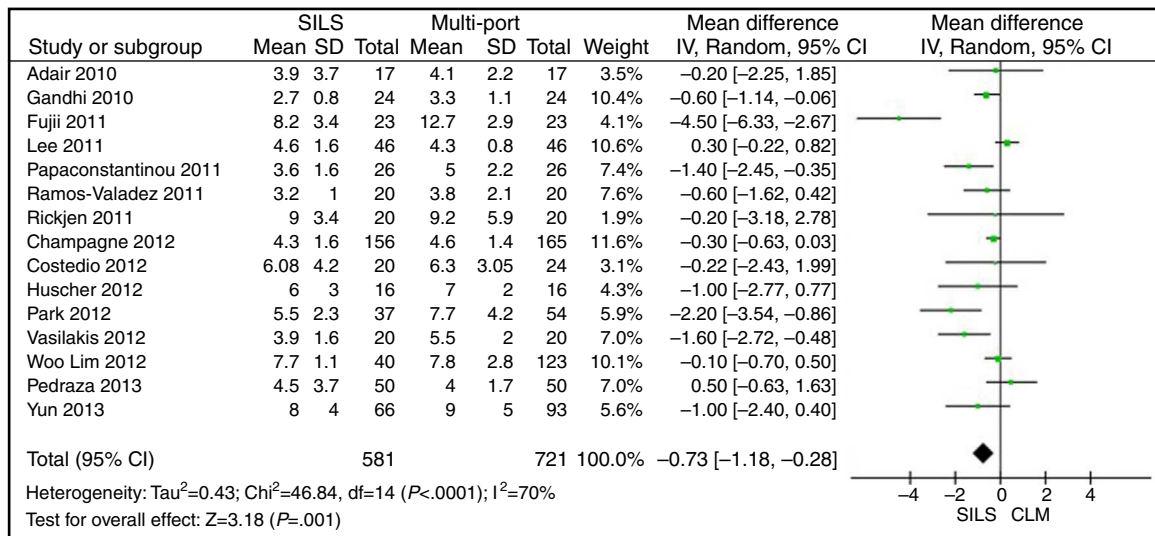 SILS Multi-port Mean difference Mean difference
Study or subgroup Mean SD Total Mean SD Total Weight IV, Random, 95% CI IV, Random, 95% CI
Adair 2010 3.9 3.7 17 4.1 2.2 17 3.5% –0.20 [–2.25, 1.85]
Gandhi 2010 2.7 0.8 24 3.3 1.1 24 10.4% –0.60 [–1.14, –0.06]
Fujii 2011 8.2 3.4 23 12.7 2.9 23 4.1% –4.50 [–6.33, –2.67]
Lee 2011 4.6 1.6 46 4.3 0.8 46 10.6% 0.30 [–0.22, 0.82]
Papaconstantinou 2011 3.6 1.6 26 5 2.2 26 7.4% –1.40 [–2.45, –0.35]
Ramos-Valadez 2011 3.2 1 20 3.8 2.1 20 7.6% –0.60 [–1.62, 0.42]
Rickjen 2011 9 3.4 20 9.2 5.9 20 1.9% –0.20 [–3.18, 2.78]
Champagne 2012 4.3 1.6 156 4.6 1.4 165 11.6% –0.30 [–0.63, 0.03]
Costedio 2012 6.08 4.2 20 6.3 3.05 24 3.1% –0.22 [–2.43, 1.99]
Huscher 2012 6 3 16 7 2 16 4.3% –1.00 [–2.77, 0.77]
Park 2012 5.5 2.3 37 7.7 4.2 54 5.9% –2.20 [–3.54, –0.86]
Vasilakis 2012 3.9 1.6 20 5.5 2 20 7.0% –1.60 [–2.72, –0.48]
Woo Lim 2012 7.7 1.1 40 7.8 2.8 123 10.1% –0.10 [–0.70, 0.50]
Pedraza 2013 4.5 3.7 50 4 1.7 50 7.0% 0.50 [–0.63, 1.63]
Yun 2013 8 4 66 9 5 93 5.6% –1.00 [–2.40, 0.40]
Total (95% CI) 581 721 100.0% –0.73 [–1.18, –0.28]
Heterogeneity: Tau²=0.43; Chi²=46.84, df=14 (P<.0001); I²=70%
Test for overall effect: Z=3.18 (P=.001)
–4 –2 0 2 4
SILS CLM